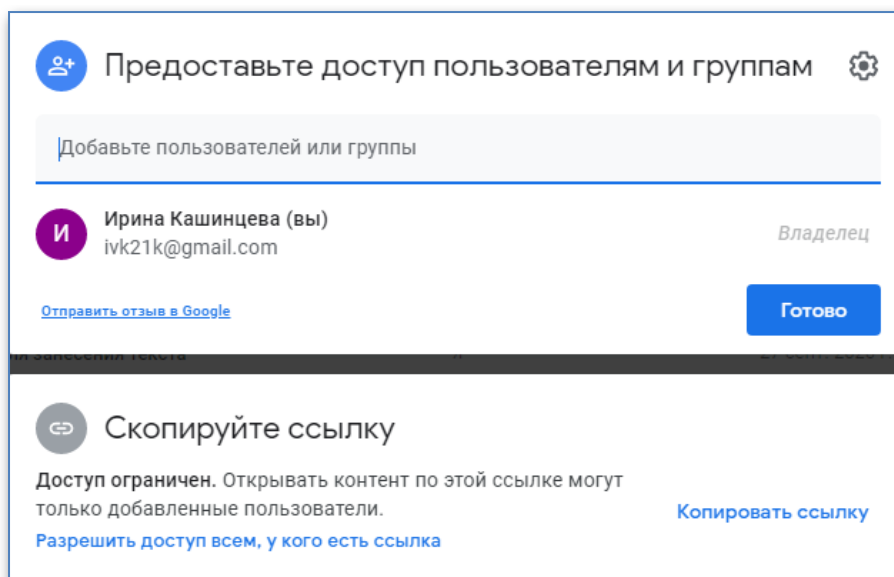 Предоставьте доступ пользователям и группам
Добавьте пользователей или группы
И
Ирина Кашинцева (вы)
ivk21k@gmail.com
Владелец
Отправить отзыв в Google
Готово
занесения текста
Скопируйте ссылку
Доступ ограничен. Открывать контент по этой ссылке могут
только добавленные пользователи.
Копировать ссылку
Разрешить доступ всем, у кого есть ссылка